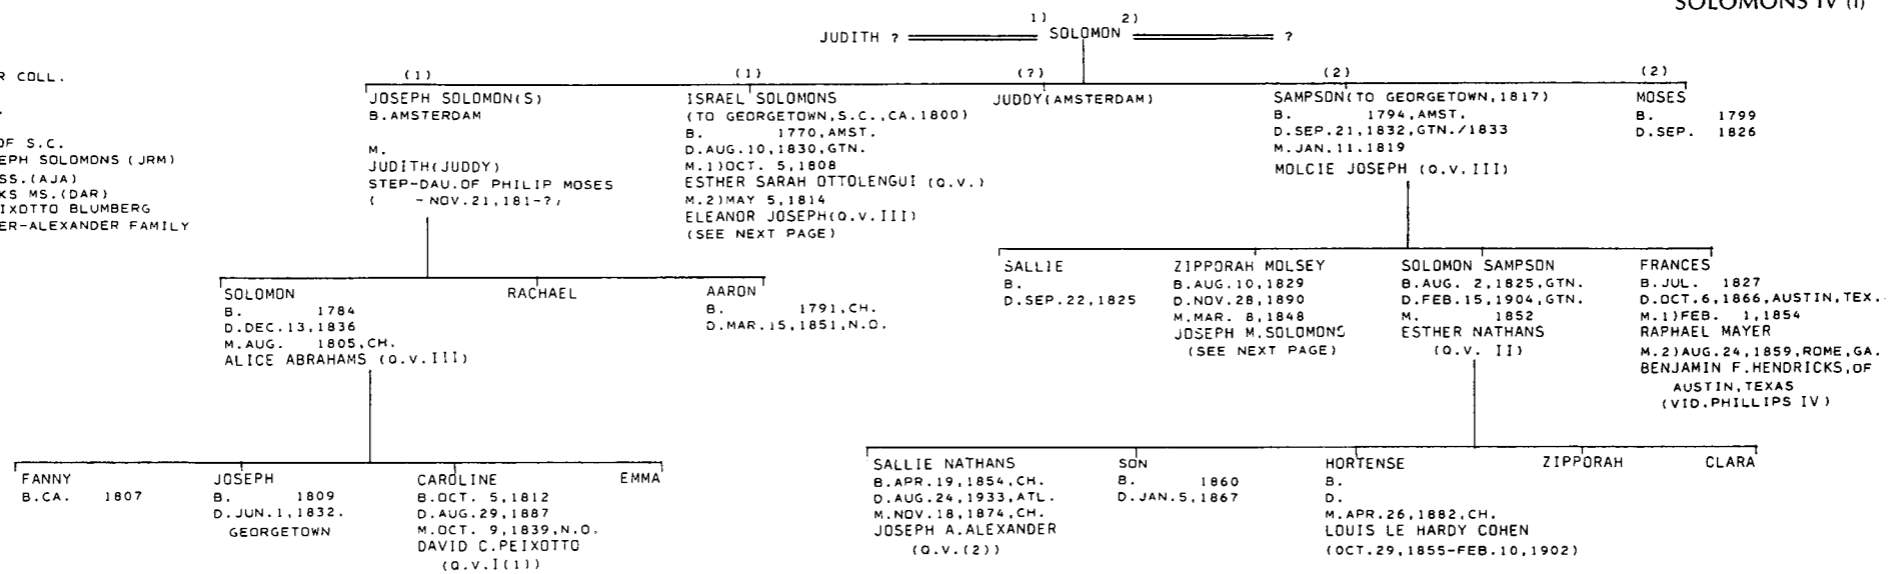 SOLOMONS IV (I)
1) 2)
JUDITH ? SOLOMON ?
R COLL.
OF S.C.
EPH SOLOMONS (JRM)
SS.(AJA)
KS MS.(DAR)
IXOTTO BLUMBERG
ER-ALEXANDER FAMILY
(1) (1) (?) (2) (2)
JOSEPH SOLOMON(S)
B.AMSTERDAM
M.
JUDITH(JUDDY)
STEP-DAU.OF PHILIP MOSES
( -NOV.21,181-?,
ISRAEL SOLOMONS
(TO GEORGETOWN,S.C.,CA.1800)
B. 1770,AMST.
D.AUG.10,1830,GTN.
M.1)OCT. 5,1808
ESTHER SARAH OTTOLENGUI (Q.V.)
M.2)MAY 5,1814
ELEANOR JOSEPH(Q.V.III)
(SEE NEXT PAGE)
JUDDY(AMSTERDAM)
SAMPSON(TO GEORGETOWN,1817)
B. 1794,AMST.
D.SEP.21,1832,GTN./1833
M.JAN.11.1819
MOLCIE JOSEPH (Q.V.III)
MOSES
B. 1799
D.SEP. 1826
SOLOMON
B. 1784
D.DEC.13,1836
M.AUG. 1805,CH.
ALICE ABRAHAMS (Q.V.III)
RACHAEL
AARON
B. 1791,CH.
D.MAR.15,1851,N.O.
SALLIE
B.
D.SEP.22,1825
ZIPPORAH MOLSEY
B.AUG.10,1829
D.NOV.28,1890
M.MAR. 8,1848
JOSEPH M.SOLOMONS
(SEE NEXT PAGE)
SOLOMON SAMPSON
B.AUG. 2,1825,GTN.
D.FEB.15,1904,GTN.
M. 1852
ESTHER NATHANS
(Q.V. II)
FRANCES
B.JUL. 1827
D.OCT.6,1866,AUSTIN,TEX.
M.1)FEB. 1,1854
RAPHAEL MAYER
M.2)AUG.24,1859,ROME,GA.
BENJAMIN F.HENDRICKS,OF
AUSTIN,TEXAS
(VID.PHILLIPS IV)
FANNY
B.CA. 1807
JOSEPH
B. 1809
D.JUN.1,1832.
GEORGETOWN
CAROLINE
B.OCT. 5,1812
D.AUG.29,1887
M.OCT. 9,1839,N.O.
DAVID C.PEIXOTTO
(Q.V.I(1))
EMMA
SALLIE NATHANS
B.APR.19,1854,CH.
D.AUG.24,1933,ATL.
M.NOV.18,1874,CH.
JOSEPH A.ALEXANDER
(Q.V.(2))
SON
B. 1860
D.JAN.5,1867
HORTENSE
B.
D.
M.APR.26,1882,CH.
LOUIS LE HARDY COHEN
(OCT.29,1855-FEB.10,1902)
ZIPPORAH
CLARA